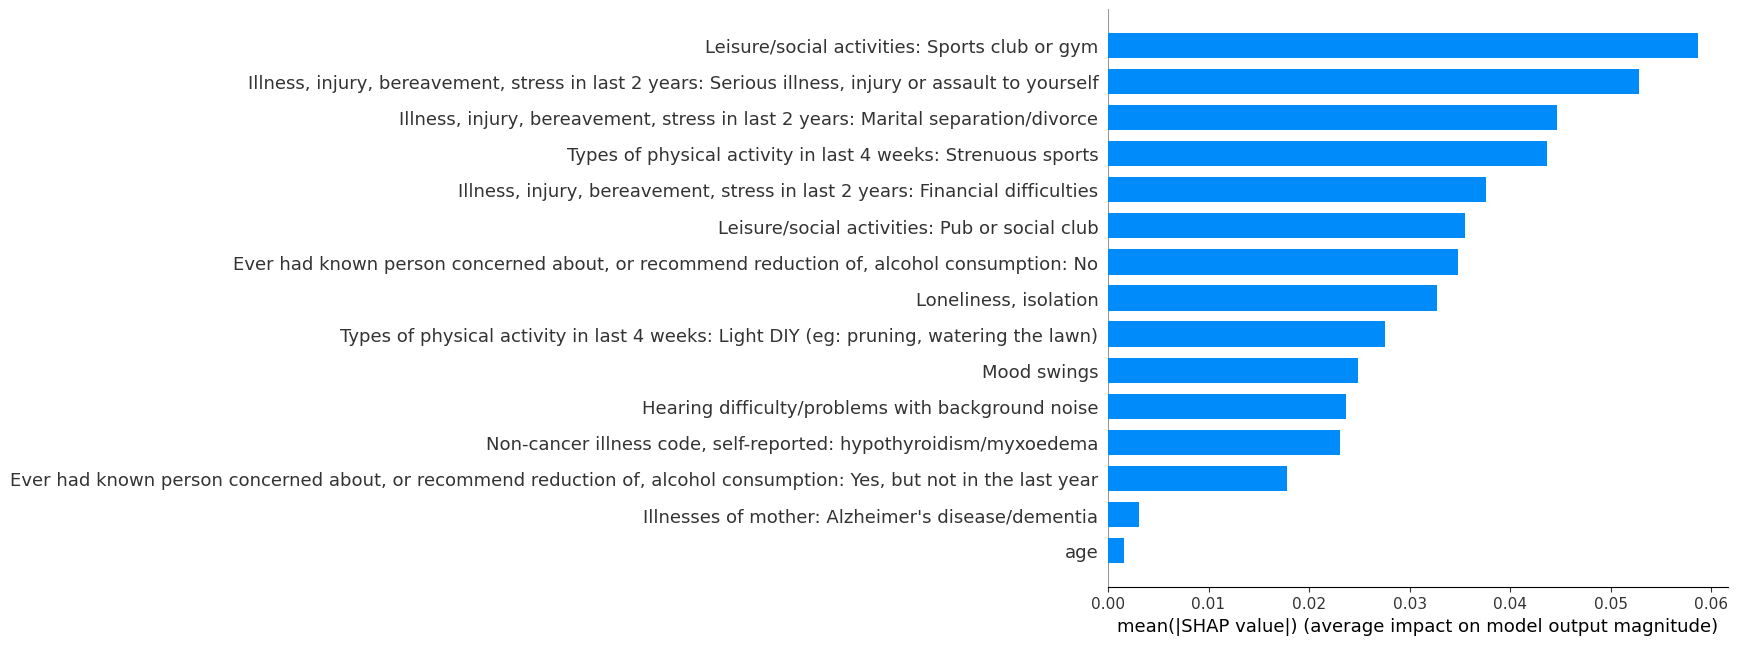 Leisure/social activities: Sports club or gym
Illness, injury, bereavement, stress in last 2 years: Serious illness, injury or assault to yourself
Illness, injury, bereavement, stress in last 2 years: Marital separation/divorce
Types of physical activity in last 4 weeks: Strenuous sports
Illness, injury, bereavement, stress in last 2 years: Financial difficulties
Leisure/social activities: Pub or social club
Ever had known person concerned about, or recommend reduction of, alcohol consumption: No
Loneliness, isolation
Types of physical activity in last 4 weeks: Light DIY (eg: pruning, watering the lawn)
Mood swings
Hearing difficulty/problems with background noise
Non-cancer illness code, self-reported: hypothyroidism/myxoedema
Ever had known person concerned about, or recommend reduction of, alcohol consumption: Yes, but not in the last year
Illnesses of mother: Alzheimer's disease/dementia
age
0.00 0.01 0.02 0.03 0.04 0.05 0.06
mean(|SHAP value|) (average impact on model output magnitude)